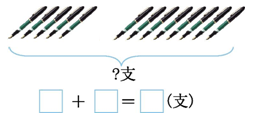 ?支
□ + □ = □ (支)